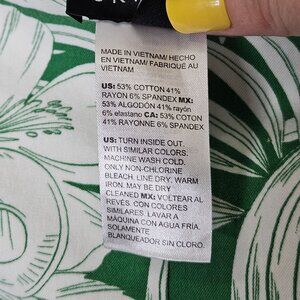 MADE IN VIETNAM/ HECHO
EN VIETNAM/ FABRIQUÉ AU
VIETNAM
US: 53% COTTON 41%
RAYON 6% SPANDEX MX:
53% ALGODÓN 41% rayón
6% elastano CA: 53% COTON
41% RAYONNE 6% SPANDEX
US: TURN INSIDE OUT.
WITH SIMILAR COLORS.
MACHINE WASH COLD.
ONLY NON-CHLORINE
BLEACH. LINE DRY, WARM
IRON. MAY BE DRY
CLEANED MX: VOLTEAR AL
REVÉS. CON COLORES
SIMILARES. LAVAR A
MÁQUINA CON AGUA FRÍA.
SOLAMENTE
BLANQUEADOR SIN CLORO.